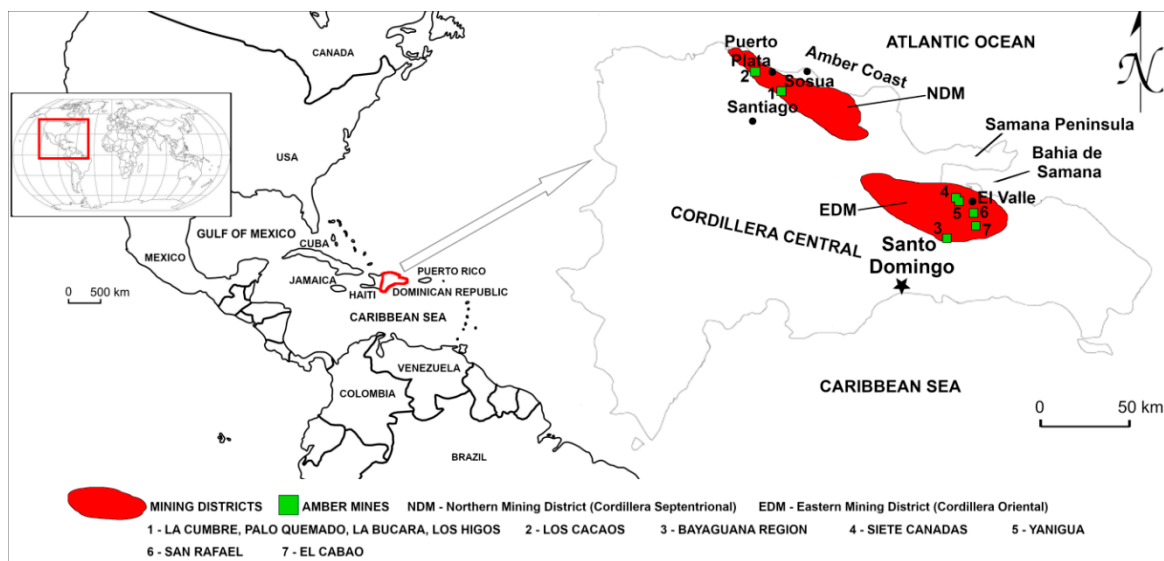 CANADA
USA
GULF OF MEXICO
MEXICO
CUBA
JAMAICA
HAITI
PUERTO RICO
DOMINICAN REPUBLIC
CARIBBEAN SEA
VENEZUELA
COLOMBIA
BRAZIL
0 500 km
ATLANTIC OCEAN
N
Puerto
Plata
2
Sosua
Amber Coast
1
Santiago
NDM
Samana Peninsula
Bahia de
Samana
4
El Valle
5
6
EDM
3
7
CORDILLERA CENTRAL
Santo
Domingo
CARIBBEAN SEA
0 50 km
MINING DISTRICTS AMBER MINES NDM - Northern Mining District (Cordillera Septentrional) EDM - Eastern Mining District (Cordillera Oriental)
1 - LA CUMBRE, PALO QUEMADO, LA BUCARA, LOS HIGOS 2 - LOS CACAOS 3 - BAYAGUANA REGION 4 - SIETE CANADAS 5 - YANIGUA
6 - SAN RAFAEL 7 - EL CABAO